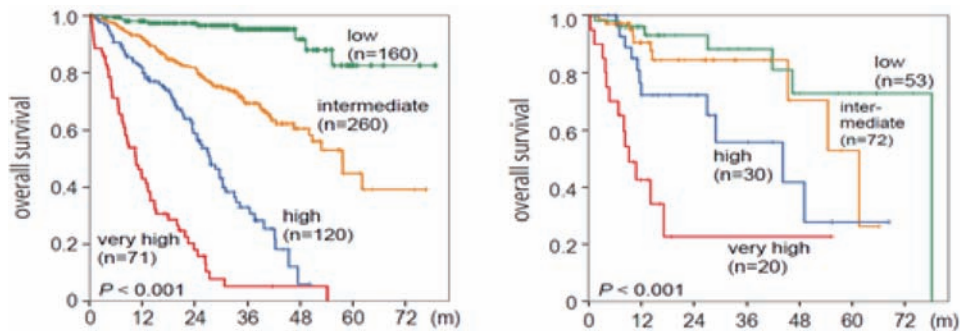 overall survival
1.0
0.8
0.6
0.4
0.2
0
low
(n=160)
intermediate
(n=260)
high
(n=120)
very high
(n=71)
P < 0.001
0 12 24 36 48 60 72 (m)
overall survival
1.0
0.8
0.6
0.4
0.2
0
low
(n=53)
inter-
mediate
(n=72)
high
(n=30)
very high
(n=20)
P < 0.001
0 12 24 36 48 60 72 (m)